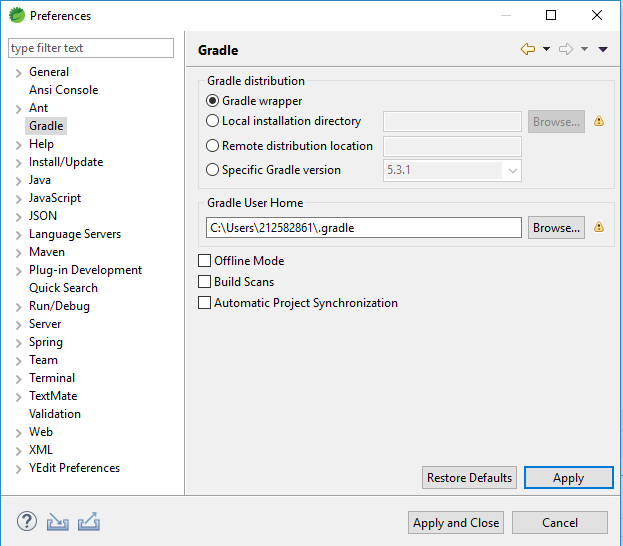 Preferences
type filter text
General
Ansi Console
Ant
Gradle
Help
Install/Update
Java
JavaScript
JSON
Language Servers
Maven
Plug-in Development
Quick Search
Run/Debug
Server
Spring
Team
Terminal
TextMate
Validation
Web
XML
YEdit Preferences
Gradle
Gradle distribution
Gradle wrapper
Local installation directory
Browse...
Remote distribution location
Specific Gradle version
5.3.1
Gradle User Home
C:\Users\212582861\.gradle
Browse...
Offline Mode
Build Scans
Automatic Project Synchronization
Restore Defaults
Apply
Apply and Close
Cancel